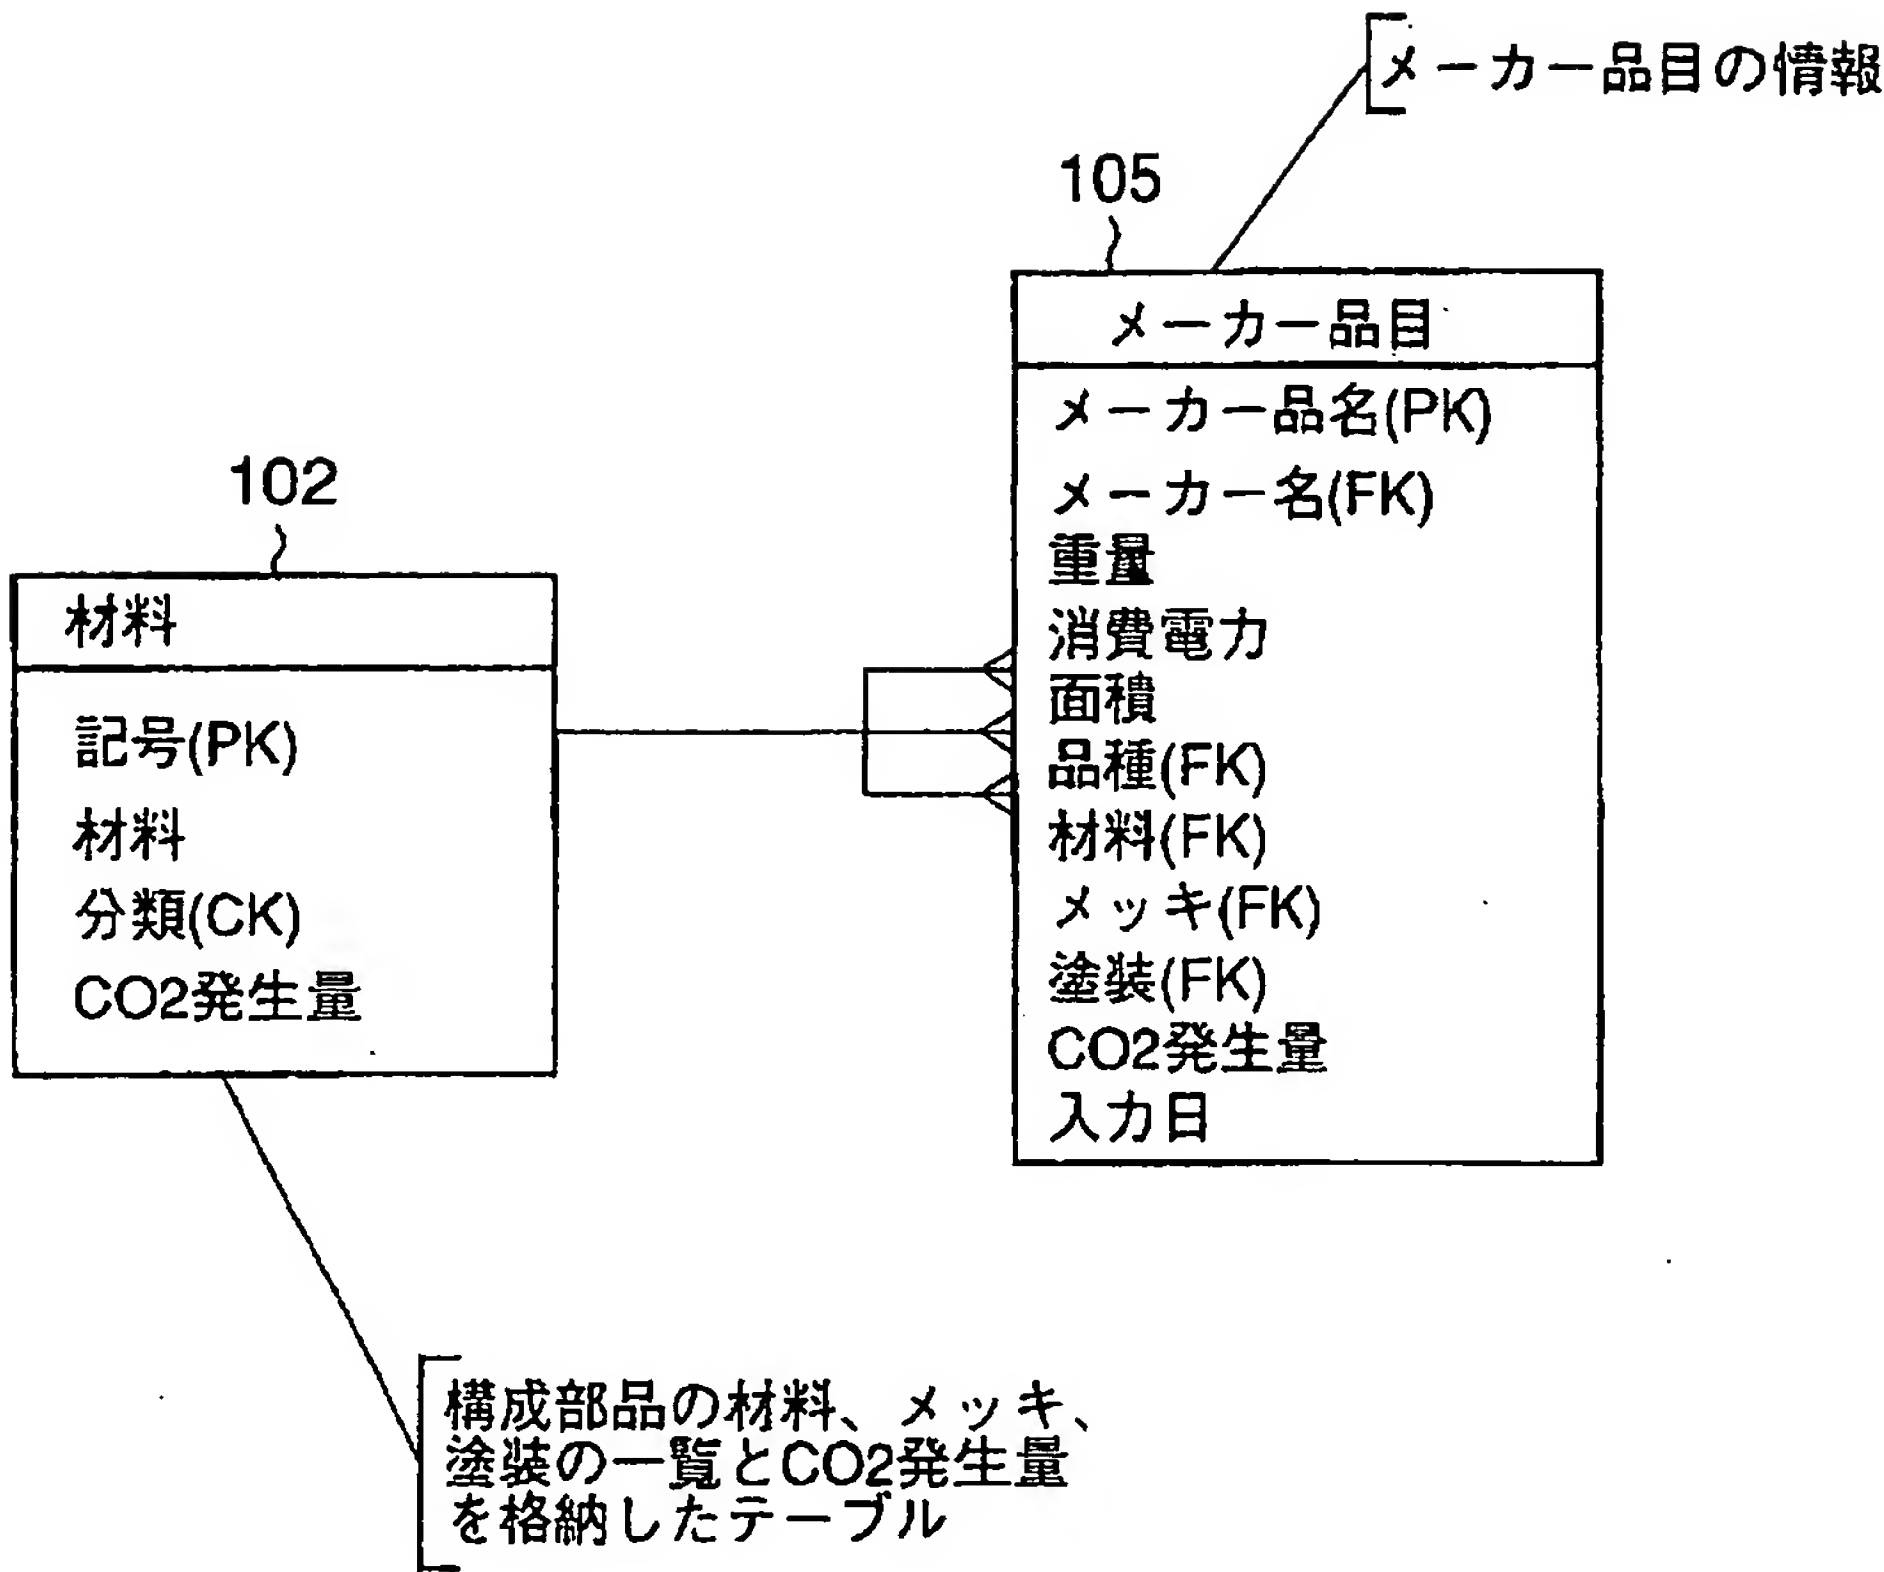 メーカー品目の情報
105
メーカー品目
メーカー品名(PK)
メーカー名(FK)
重量
消費電力
面積
品種(FK)
材料(FK)
メッキ(FK)
塗装(FK)
CO2発生量
入力日
102
材料
記号(PK)
材料
分類(CK)
CO2発生量
構成部品の材料、メッキ、
塗装の一覧とCO2発生量
を格納したテーブル